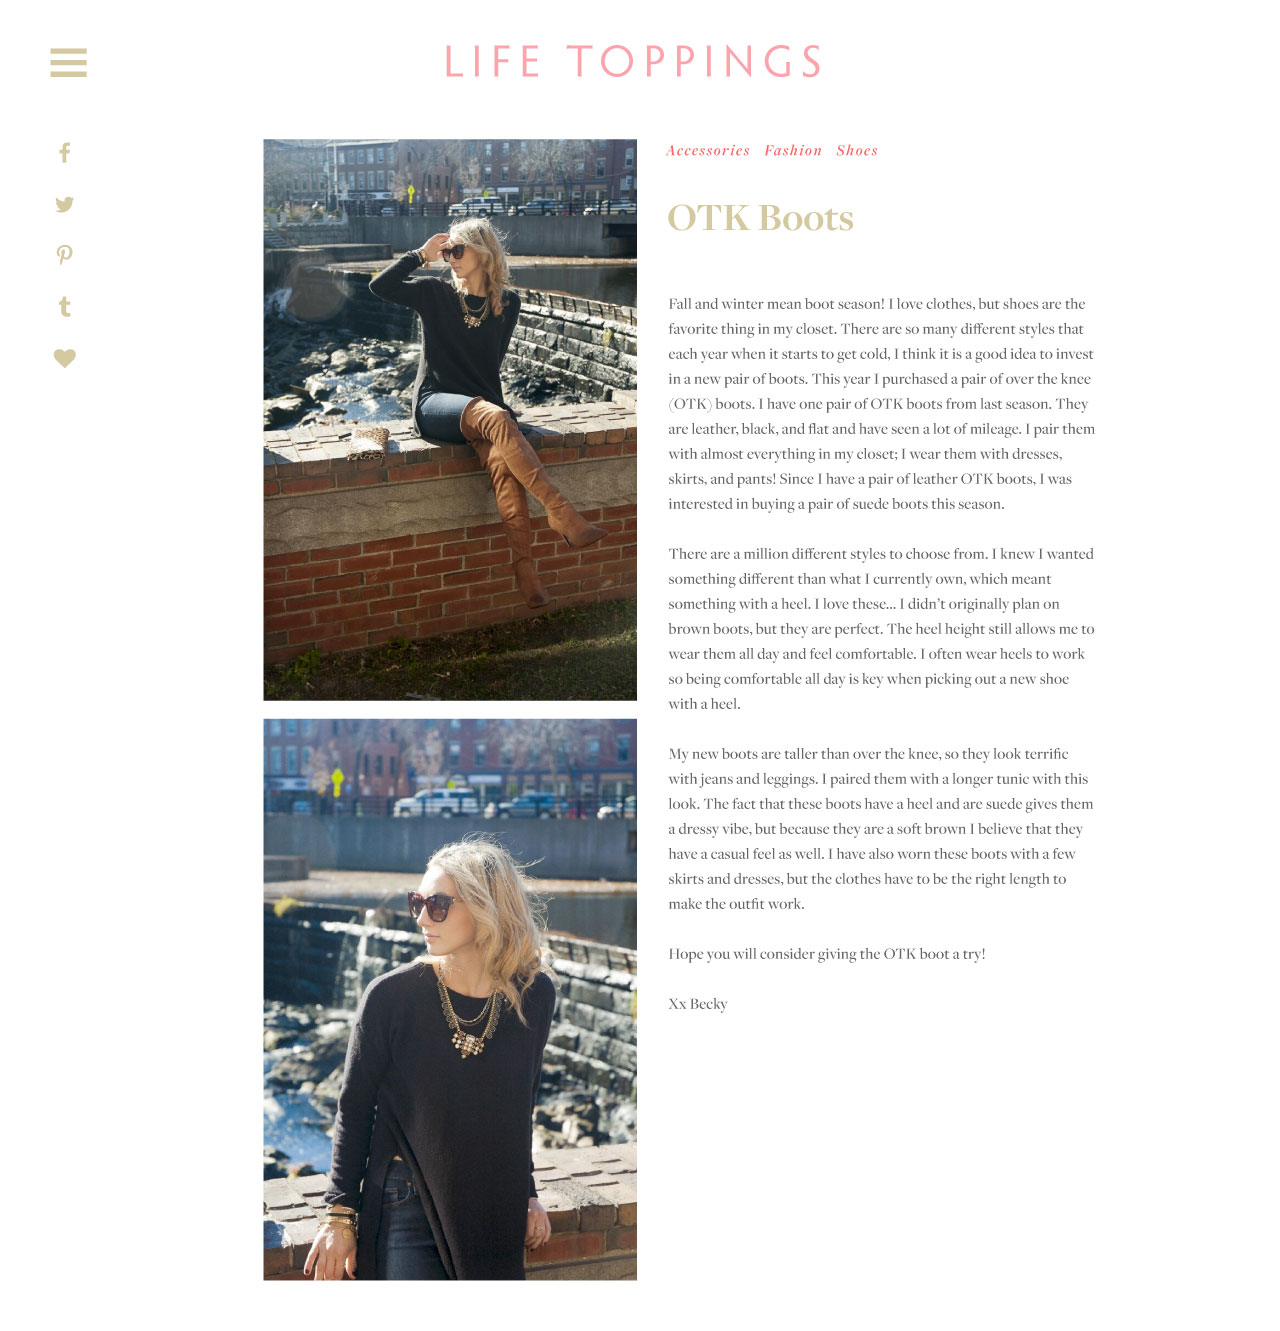 LIFE TOPPINGS
Accessories Fashion Shoes
OTK Boots
Fall and winter mean boot season! I love clothes, but shoes are the
favorite thing in my closet. There are so many different styles that
each year when it starts to get cold, I think it is a good idea to invest
in a new pair of boots. This year I purchased a pair of over the knee
(OTK) boots. I have one pair of OTK boots from last season. They
are leather, black, and flat and have seen a lot of mileage. I pair them
with almost everything in my closet; I wear them with dresses,
skirts, and pants! Since I have a pair of leather OTK boots, I was
interested in buying a pair of suede boots this season.
There are a million different styles to choose from. I knew I wanted
something different than what I currently own, which meant
something with a heel. I love these... I didn’t originally plan on
brown boots, but they are perfect. The heel height still allows me to
wear them all day and feel comfortable. I often wear heels to work
so being comfortable all day is key when picking out a new shoe
with a heel.
My new boots are taller than over the knee, so they look terrific
with jeans and leggings. I paired them with a longer tunic with this
look. The fact that these boots have a heel and are suede gives them
a dressy vibe, but because they are a soft brown I believe that they
have a casual feel as well. I have also worn these boots with a few
skirts and dresses, but the clothes have to be the right length to
make the outfit work.
Hope you will consider giving the OTK boot a try!
Xx Becky